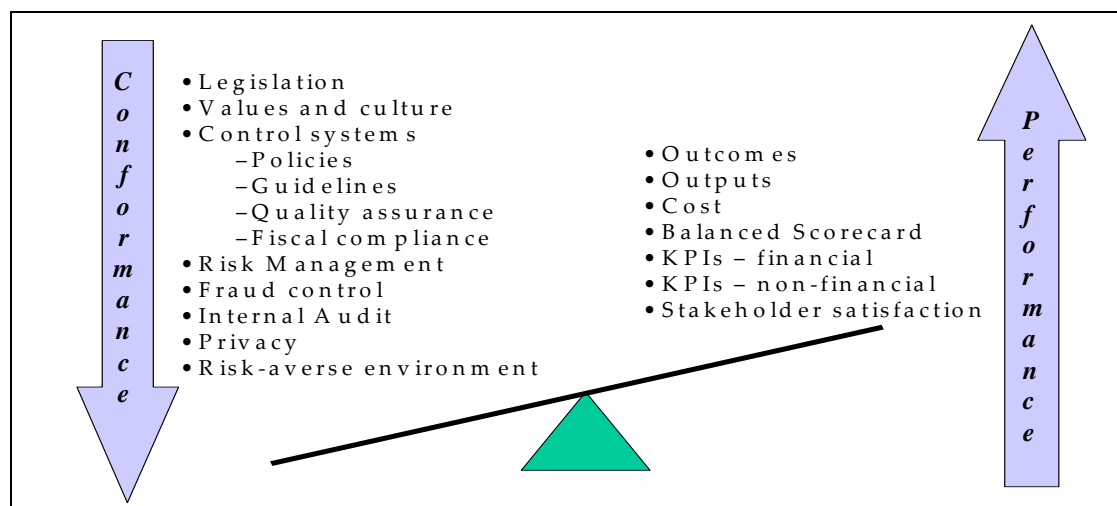 Conformance
• Legislation
• Values and culture
• Control systems
–Policies
–Guidelines
–Quality assurance
–Fiscal compliance
• Risk Management
• Fraud control
• Internal Audit
• Privacy
• Risk-averse environment
• Outcomes
• Outputs
• Cost
• Balanced Scorecard
• KPIs – financial
• KPIs – non-financial
• Stakeholder satisfaction
Performance